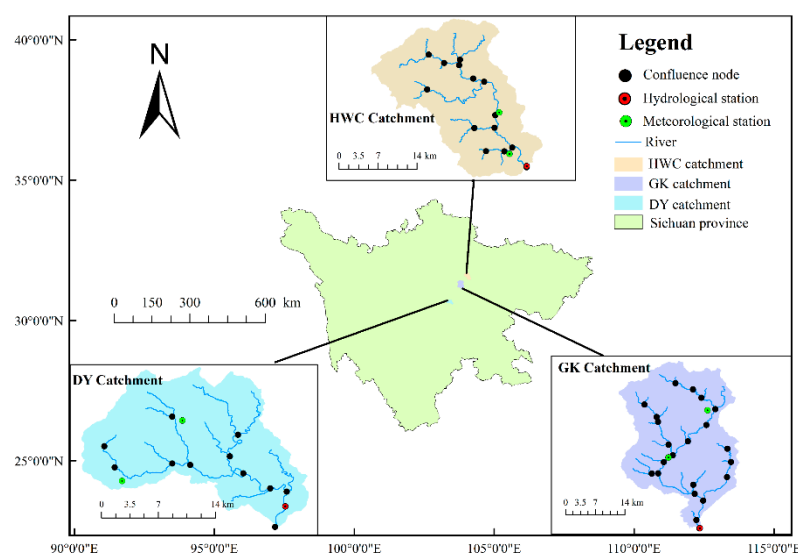 40°0'0"N
35°0'0"N
30°0'0"N
25°0'0"N
N
HWC Catchment
0 3.5 7 14 km
Legend
Confluence node
Hydrological station
Meteorological station
River
HWC catchment
GK catchment
DY catchment
Sichuan province
0 150 300 600 km
DY Catchment
0 3.5 7 14 km
GK Catchment
0 3.5 7 14 km
90°0'0"E 95°0'0"E 100°0'0"E 105°0'0"E 110°0'0"E 115°0'0"E